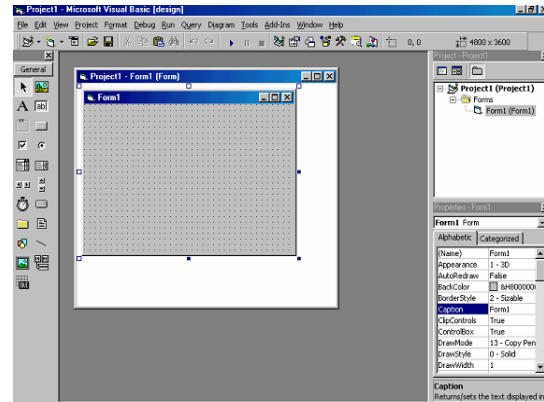 Project1 - Microsoft Visual Basic [design]
File Edit View Project Format Debug Run Query Diagram Tools Add-Ins Window Help
0, 0 4800 x 3600
General
A ab|
Project1 - Form1 (Form)
Form1
Project - Project1
Project1 (Project1)
Forms
Form1 (Form1)
Properties - Form1
Form1 Form
Alphabetic Categorized
(Name) Form1
Appearance 1 - 3D
AutoRedraw False
BackColor &H8000000
BorderStyle 2 - Sizable
Caption Form1
ClipControls True
ControlBox True
DrawMode 13 - Copy Pen
DrawStyle 0 - Solid
DrawWidth 1
Caption
Returns/sets the text displayed in